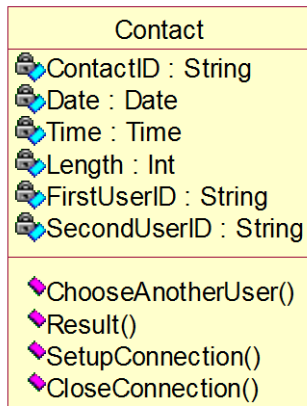 Contact
ContactID : String
Date : Date
Time : Time
Length : Int
FirstUserID : String
SecondUserID : String
ChooseAnotherUser()
Result()
SetupConnection()
CloseConnection()